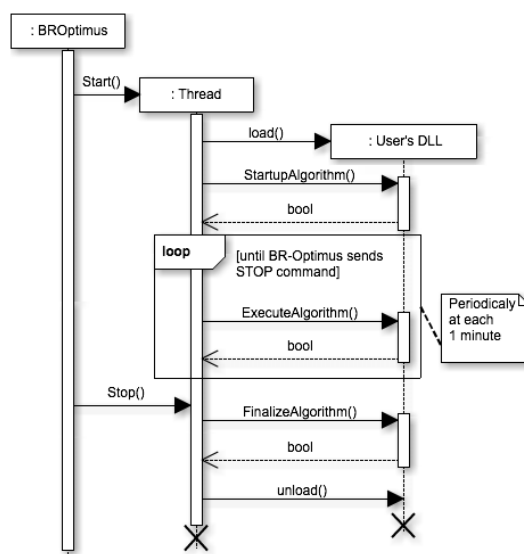 : BROptimus
Start()
: Thread
load()
: User's DLL
StartupAlgorithm()
bool
loop
[until BR-Optimus sends
STOP command]
Periodicaly
at each
1 minute
ExecuteAlgorithm()
bool
Stop()
FinalizeAlgorithm()
bool
unload()